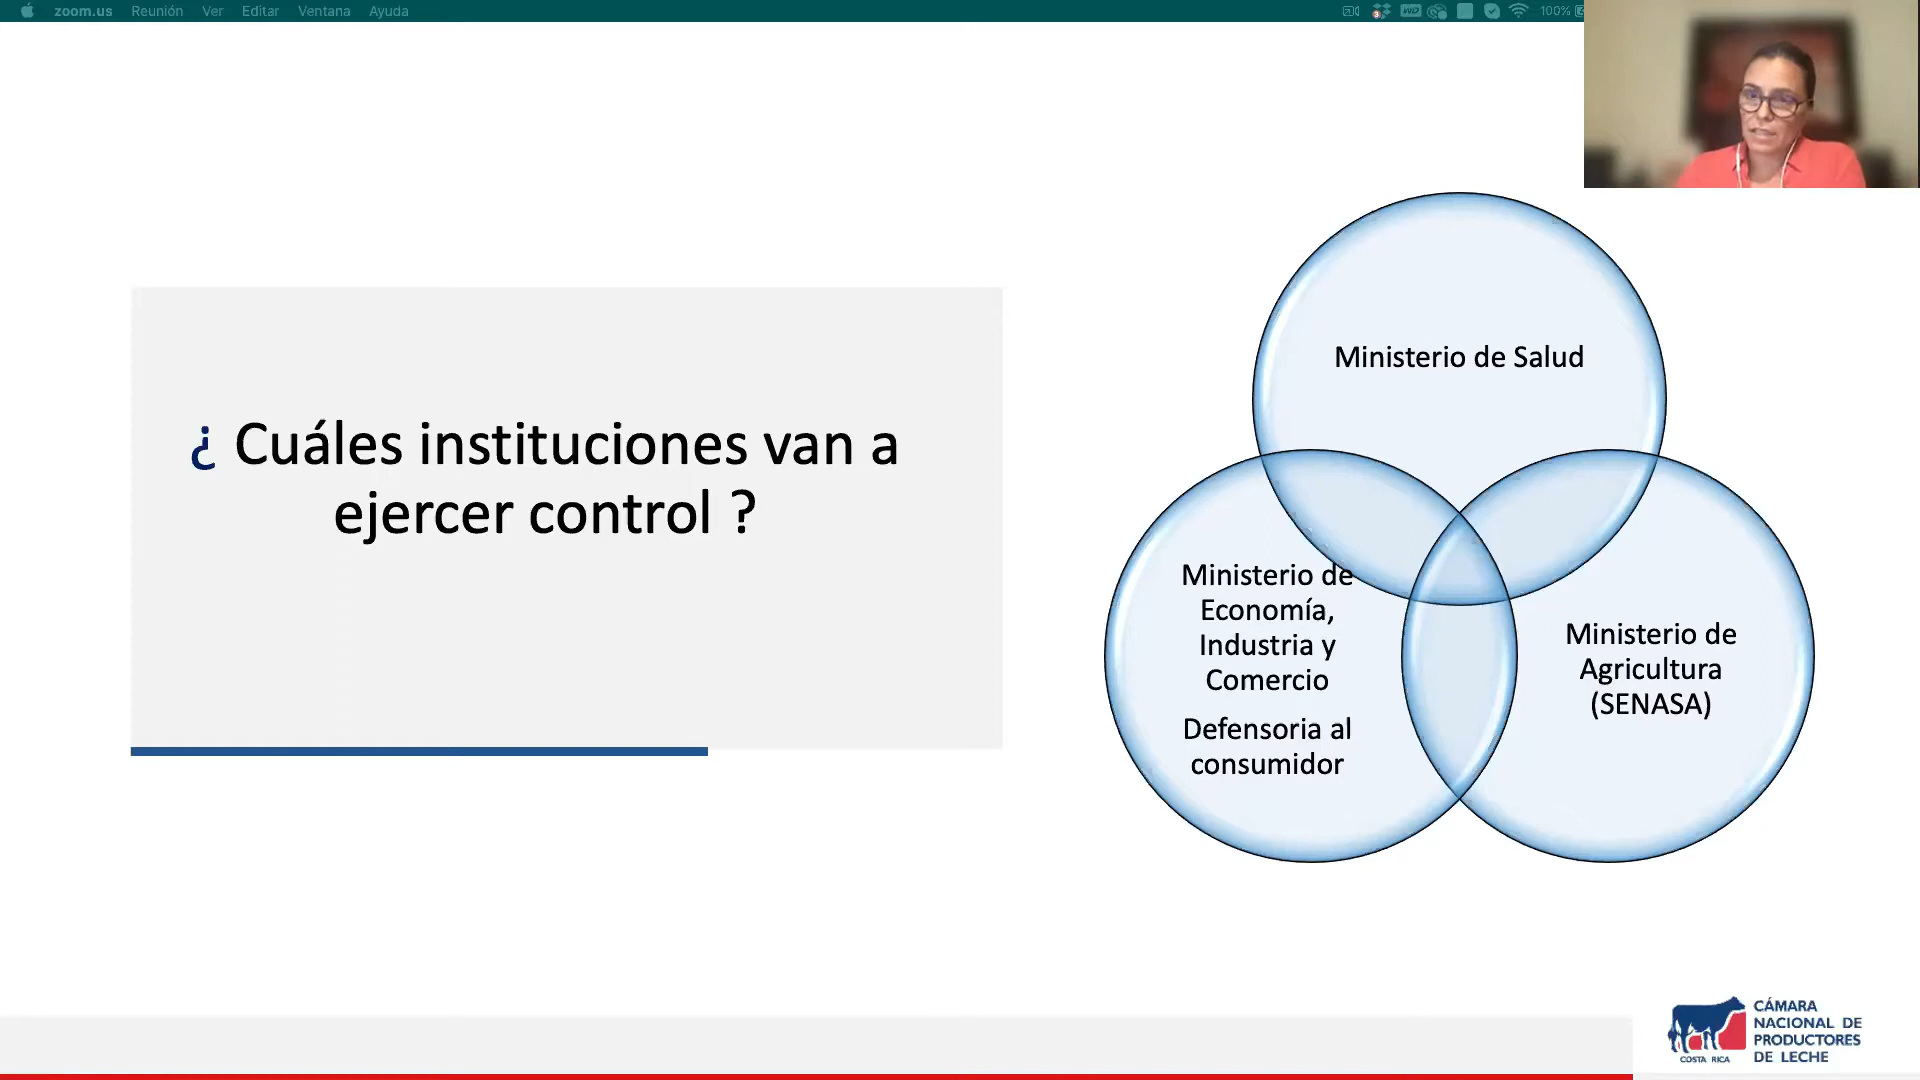 zoom.us Reunión Ver Editar Ventana Ayuda
100%
¿ Cuáles instituciones van a
ejercer control ?
Ministerio de Salud
Ministerio de
Economía,
Industria y
Comercio
Defensoria al
consumidor
Ministerio de
Agricultura
(SENASA)
CÁMARA
NACIONAL DE
PRODUCTORES
DE LECHE
COSTA RICA